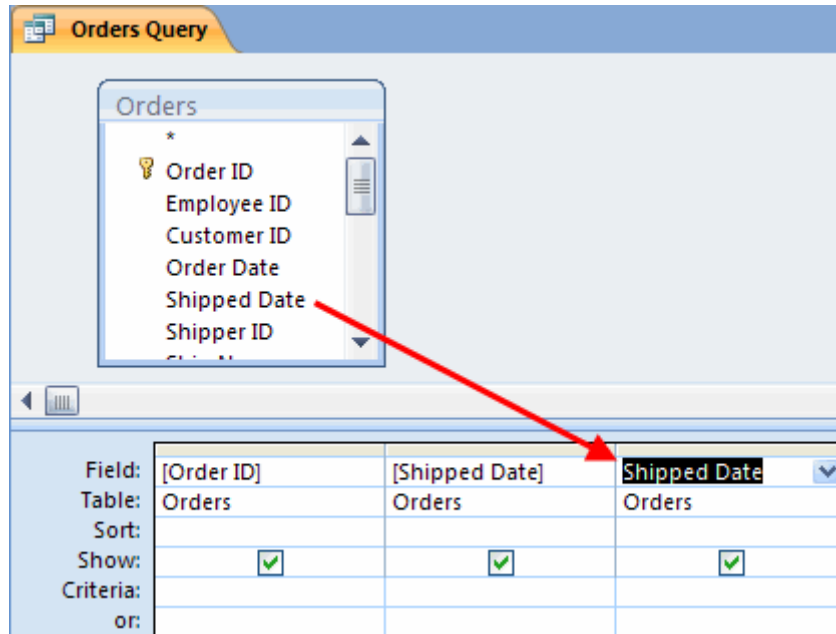 Orders Query
Orders
*
Order ID
Employee ID
Customer ID
Order Date
Shipped Date
Shipper ID
Field: [Order ID] [Shipped Date] Shipped Date
Table: Orders Orders Orders
Sort:
Show:
Criteria:
or: